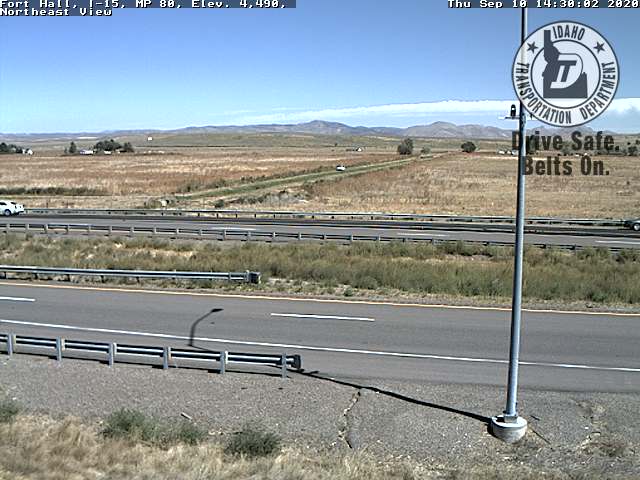 Fort Hall, I-15, MP 80, Elev. 4,490,
Northeast View
Thu Sep 10 14:30:02 2020
IDAHO
TRANSPORTATION DEPARTMENT
Drive Safe.
Belts On.